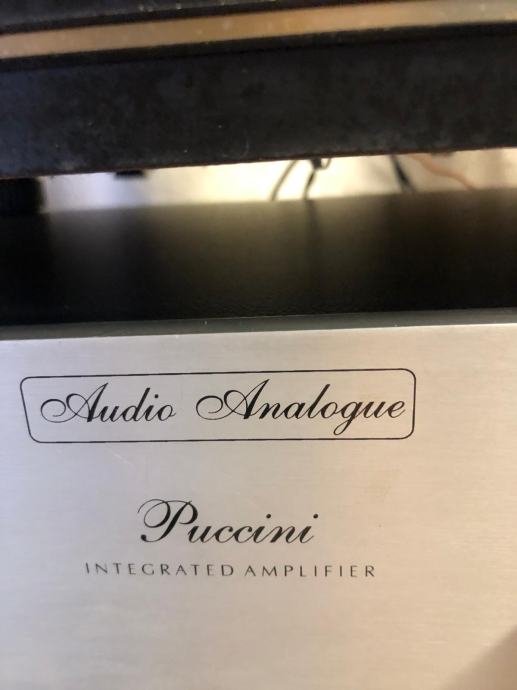 Audio Analogue
Puccini
INTEGRATED AMPLIFIER